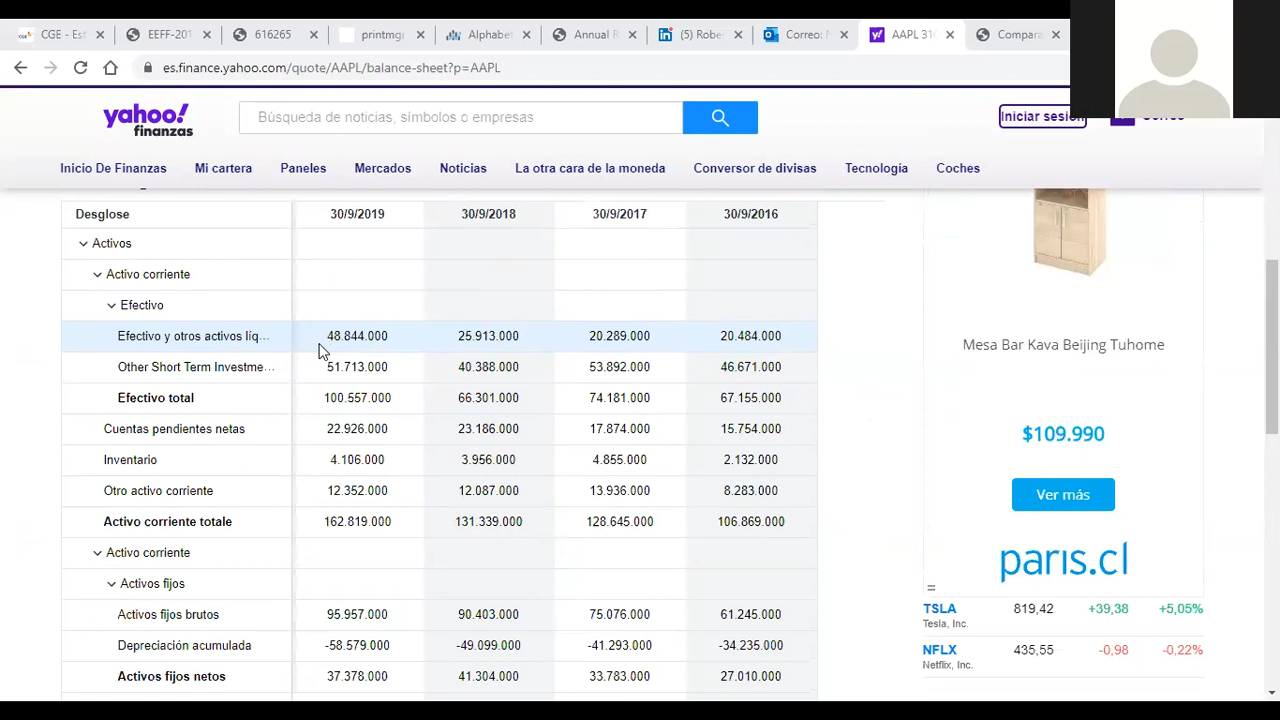 CGE - Est
EEFF-201
616265
printmg
Alphabet
Annual R
(5) Robe
Correo: N
AAPL 310
Compara
es.finance.yahoo.com/quote/AAPL/balance-sheet?p=AAPL
yahoo!
finanzas
Búsqueda de noticias, símbolos o empresas
Iniciar sesión
Correo
Inicio De Finanzas Mi cartera Paneles Mercados Noticias La otra cara de la moneda Conversor de divisas Tecnología Coches
Desglose 30/9/2019 30/9/2018 30/9/2017 30/9/2016
Activos
Activo corriente
Efectivo
Efectivo y otros activos líq... 48.844.000 25.913.000 20.289.000 20.484.000
Other Short Term Investme... 51.713.000 40.388.000 53.892.000 46.671.000
Efectivo total 100.557.000 66.301.000 74.181.000 67.155.000
Cuentas pendientes netas 22.926.000 23.186.000 17.874.000 15.754.000
Inventario 4.106.000 3.956.000 4.855.000 2.132.000
Otro activo corriente 12.352.000 12.087.000 13.936.000 8.283.000
Activo corriente totale 162.819.000 131.339.000 128.645.000 106.869.000
Activo corriente
Activos fijos
Activos fijos brutos 95.957.000 90.403.000 75.076.000 61.245.000
Depreciación acumulada -58.579.000 -49.099.000 -41.293.000 -34.235.000
Activos fijos netos 37.378.000 41.304.000 33.783.000 27.010.000
Mesa Bar Kava Beijing Tuhome
$109.990
Ver más
paris.cl
TSLA 819,42 +39,38 +5,05%
Tesla, Inc.
NFLX 435,55 -0,98 -0,22%
Netflix, Inc.